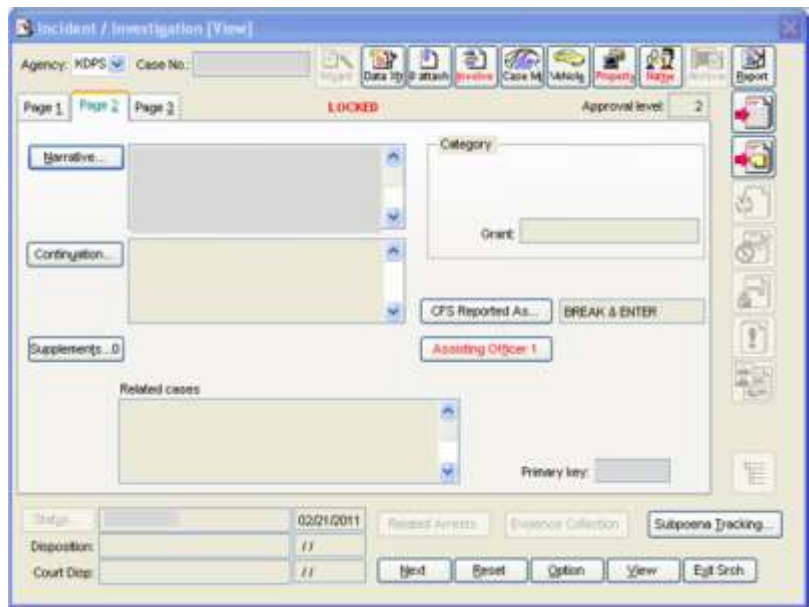 Incident / Investigation [View]
Agency: KDPS Case No.:
Data Xfr attach Involve Case M Vehicle Property Name Report
Page 1 Page 2 Page 3 LOCKED Approval level: 2
Narrative... Category
Grant:
Continuation...
CFS Reported As... BREAK & ENTER
Supplements...0 Assisting Officer 1
Related cases
Primary key:
Status 02/21/2011 Related Arrests Evidence Collection Subpoena Tracking...
Disposition: / /
Court Disp: / / Next Reset Option View Exit Srch